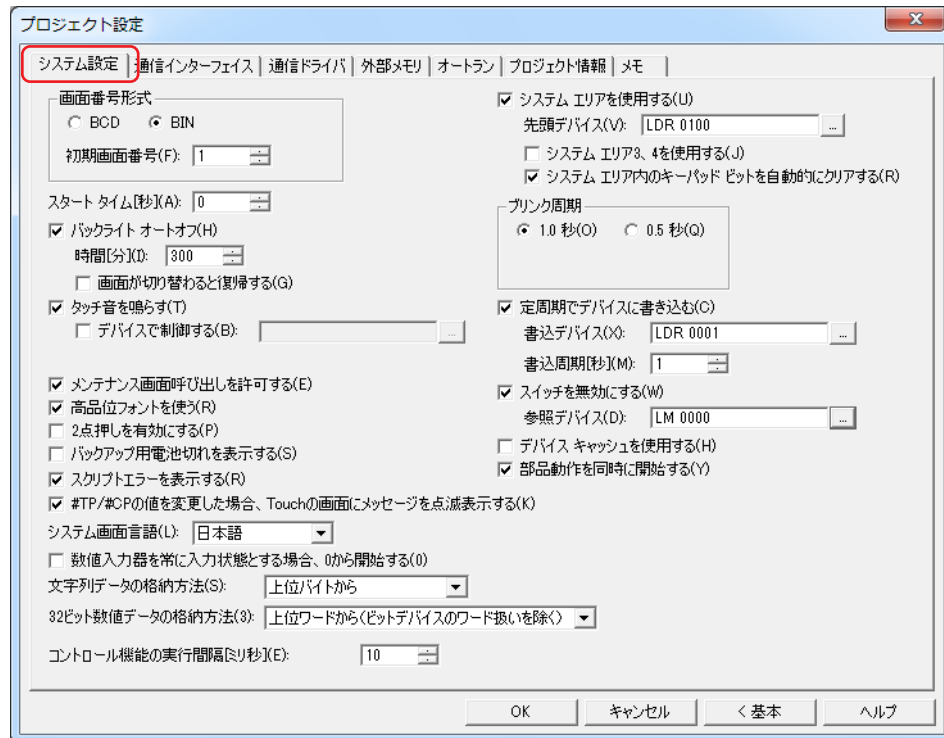 プロジェクト設定
システム設定 通信インターフェイス 通信ドライバ 外部メモリ オートラン プロジェクト情報 メモ
画面番号形式
BCD BIN
初期画面番号(F): 1
スタート タイム[秒](A): 0
バックライト オートオフ(H)
時間[分](I): 300
画面が切り替わると復帰する(G)
タッチ音を鳴らす(T)
デバイスで制御する(B): ...
メンテナンス画面呼び出しを許可する(E)
高品位フォントを使う(R)
2点押しを有効にする(P)
バックアップ用電池切れを表示する(S)
スクリプトエラーを表示する(R)
#TP/#CPの値を変更した場合、Touchの画面にメッセージを点滅表示する(K)
システム画面言語(L): 日本語
数値入力器を常に入力状態とする場合、0から開始する(0)
文字列データの格納方法(S): 上位バイトから
32ビット数値データの格納方法(3): 上位ワードから(ビットデバイスのワード扱いを除く)
コントロール機能の実行間隔[ミリ秒](E): 10
システム エリアを使用する(U)
先頭デバイス(V): LDR 0100 ...
システム エリア3、4を使用する(J)
システム エリア内のキーパッド ビットを自動的にクリアする(R)
ブリンク周期
1.0 秒(O) 0.5 秒(Q)
定周期でデバイスに書き込む(C)
書込デバイス(X): LDR 0001 ...
書込周期[秒](M): 1
スイッチを無効にする(W)
参照デバイス(D): LM 0000 ...
デバイス キャッシュを使用する(H)
部品動作を同時に開始する(Y)
OK キャンセル < 基本 ヘルプ